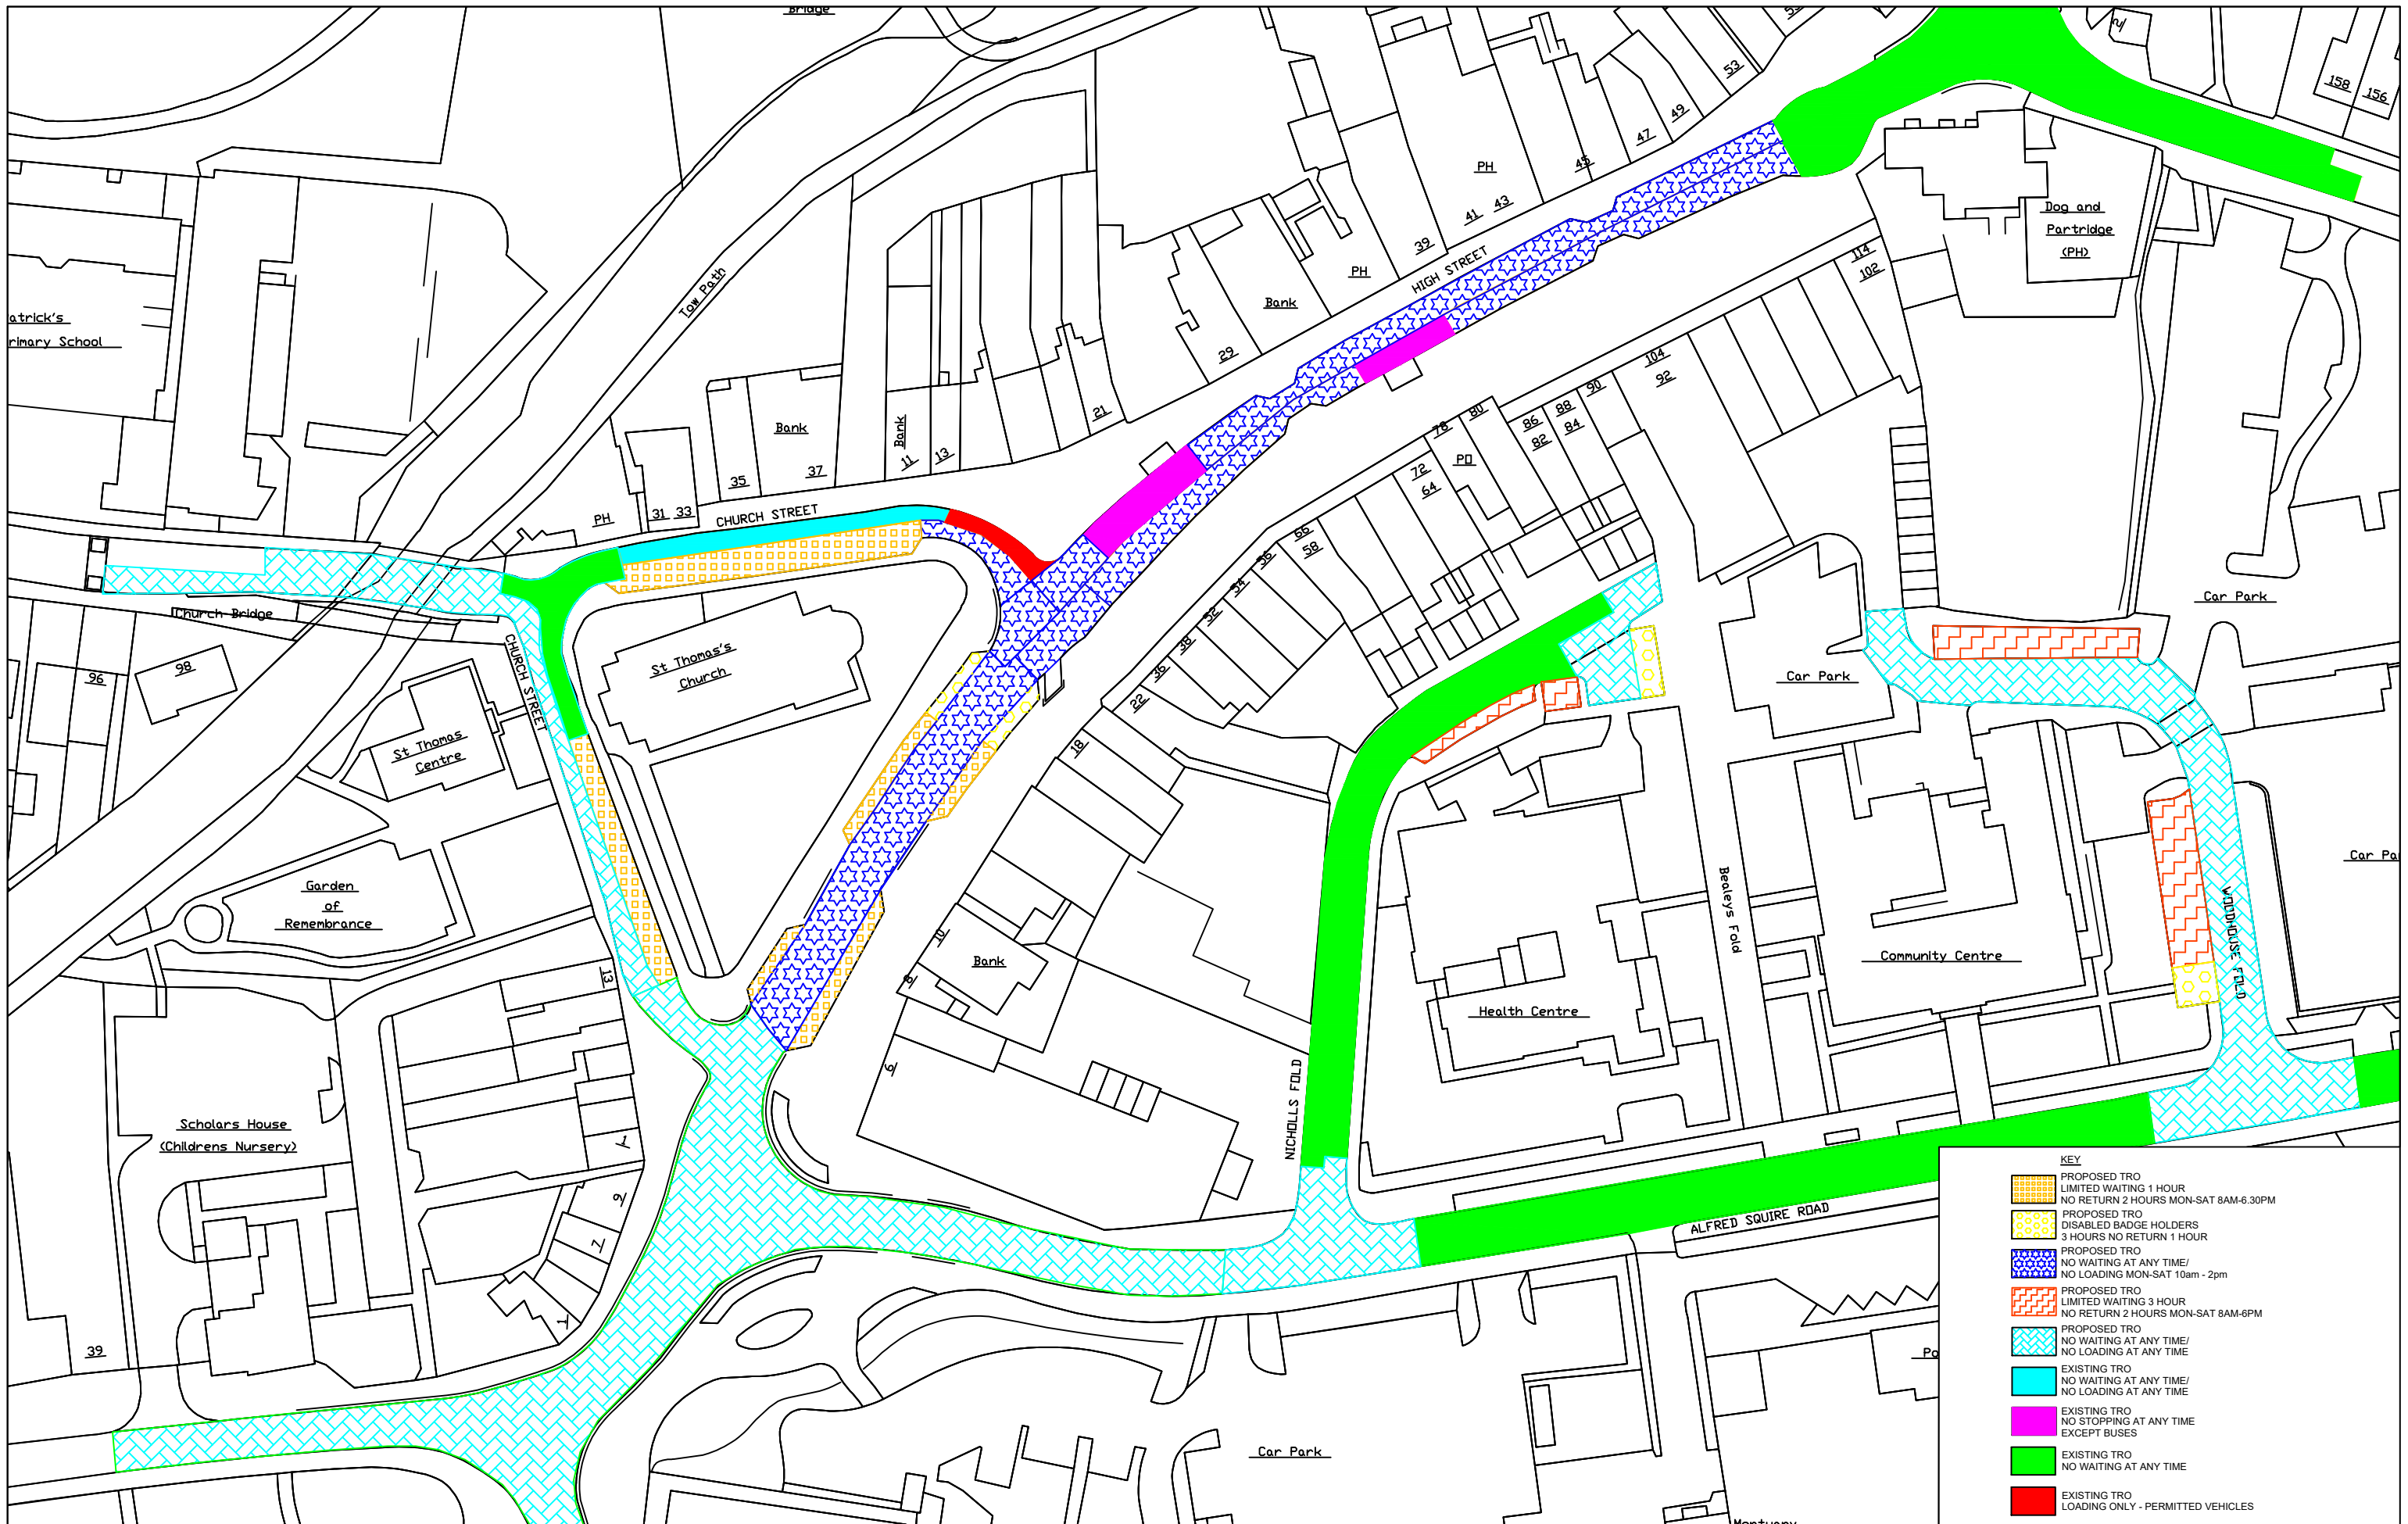 Bridge
2
158
156
53
49
47
45
PH
41 43
39
HIGH STREET
PH
Bank
29
Dog and
Partridge
(PH)
114
102
Tow Path
atrick's
rimary School
21
Bank
Bank
11
13
37
35
CHURCH STREET
31 33
PH
104
92
90
88
86
84
82
80
78
PO
72
64
66
58
56
54
52
38
36
22
18
Church Bridge
CHURCH STREET
St Thomas's
Church
98
96
St Thomas
Centre
Car Park
Car Park
Car Pa
Garden
of
Remembrance
13
10
8
Bank
6
Bealeys Fold
Community Centre
WOODHOUSE FOLD
Health Centre
NICHOLLS FOLD
Scholars House
(Childrens Nursery)
1
9
7
1
39
ALFRED SQUIRE ROAD
Po
Car Park
Mortuary
KEY
PROPOSED TRO
LIMITED WAITING 1 HOUR
NO RETURN 2 HOURS MON-SAT 8AM-6.30PM
PROPOSED TRO
DISABLED BADGE HOLDERS
3 HOURS NO RETURN 1 HOUR
PROPOSED TRO
NO WAITING AT ANY TIME/
NO LOADING MON-SAT 10am - 2pm
PROPOSED TRO
LIMITED WAITING 3 HOUR
NO RETURN 2 HOURS MON-SAT 8AM-6PM
PROPOSED TRO
NO WAITING AT ANY TIME/
NO LOADING AT ANY TIME
EXISTING TRO
NO WAITING AT ANY TIME/
NO LOADING AT ANY TIME
EXISTING TRO
NO STOPPING AT ANY TIME
EXCEPT BUSES
EXISTING TRO
NO WAITING AT ANY TIME
EXISTING TRO
LOADING ONLY - PERMITTED VEHICLES